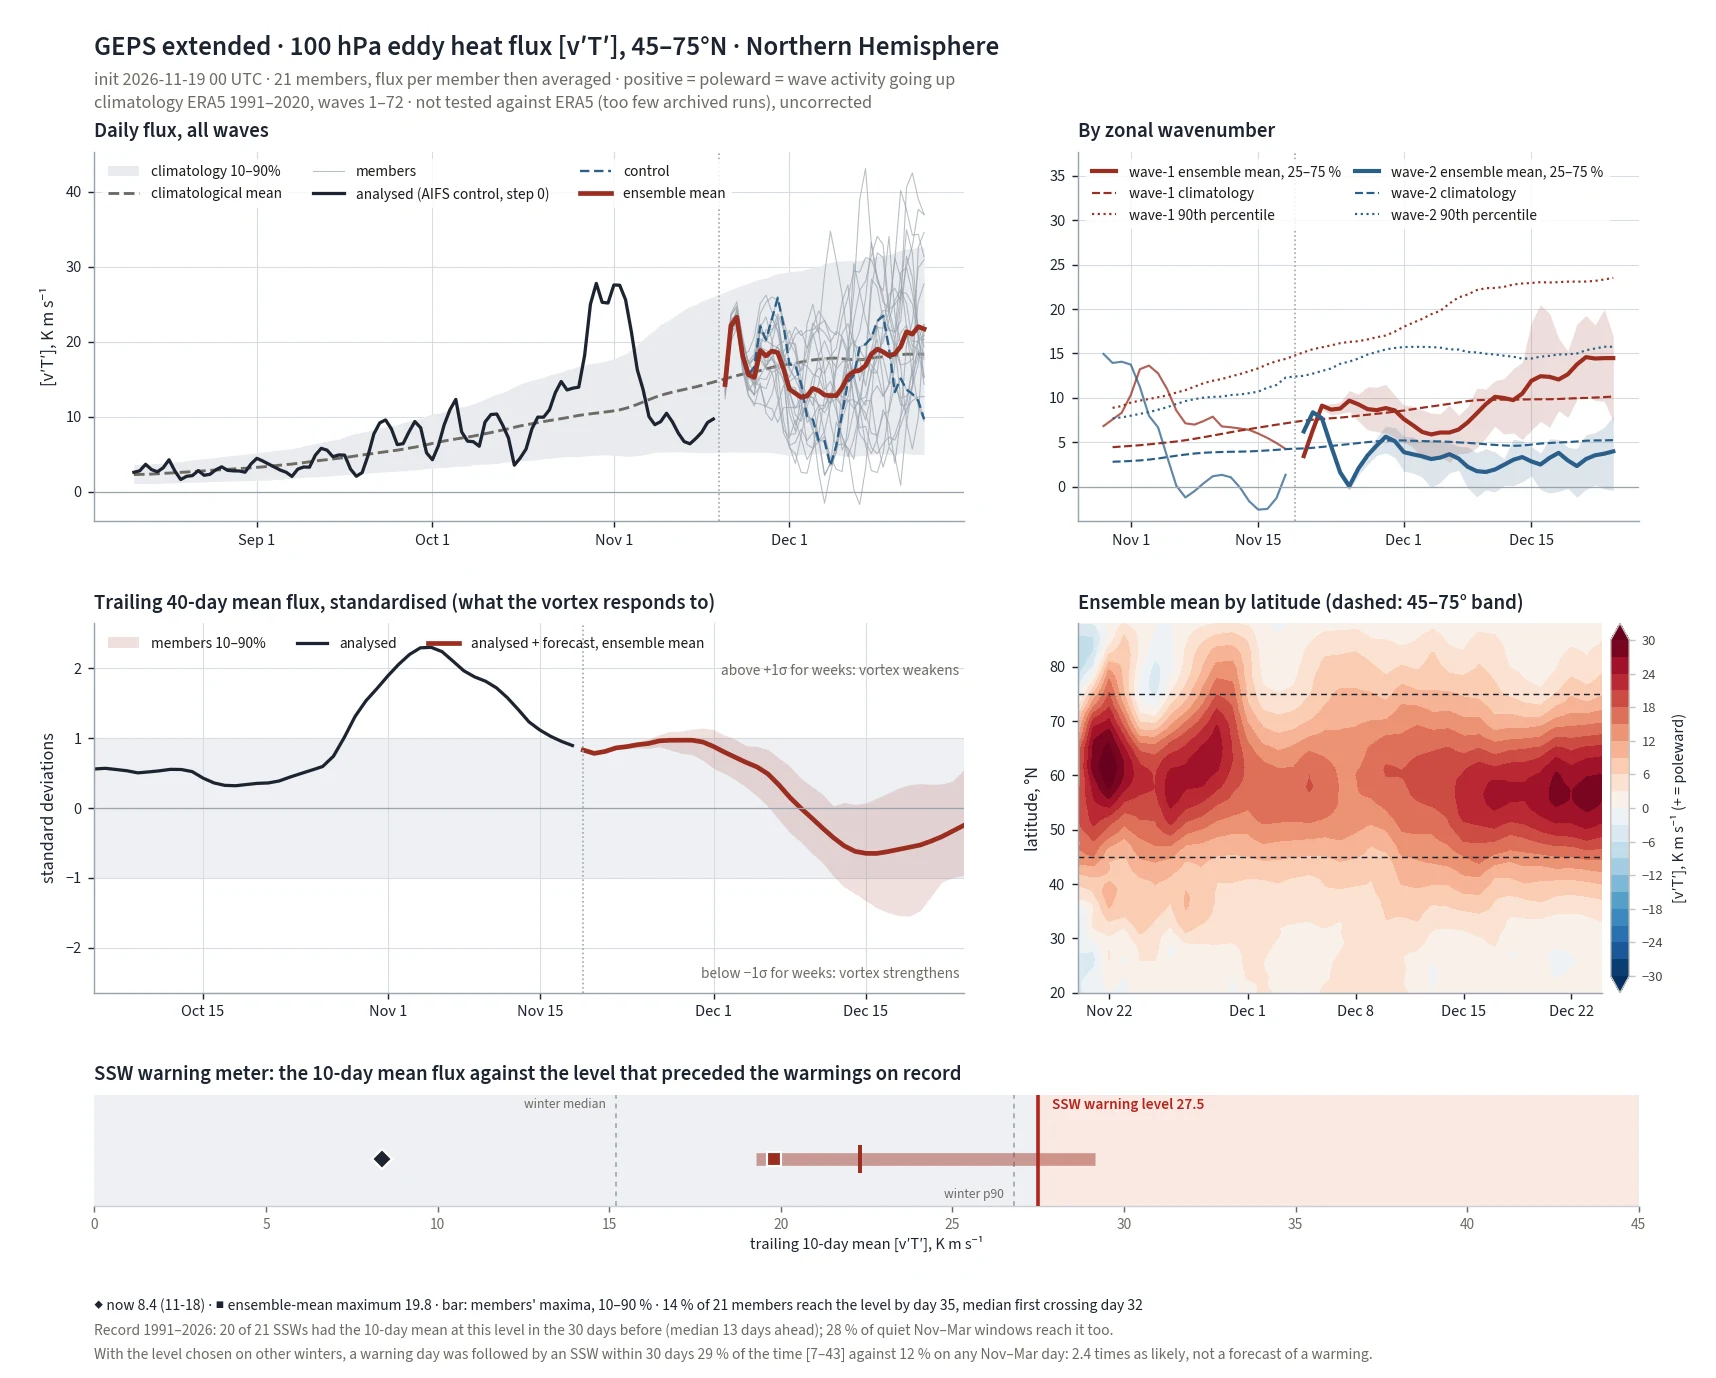 GEPS extended · 100 hPa eddy heat flux [v′T′], 45–75°N · Northern Hemisphere
init 2026-11-19 00 UTC · 21 members, flux per member then averaged · positive = poleward = wave activity going up
climatology ERA5 1991–2020, waves 1–72 · not tested against ERA5 (too few archived runs), uncorrected
Daily flux, all waves
climatology 10–90%
members
control
climatological mean
analysed (AIFS control, step 0)
ensemble mean
[v′T′], K m s⁻¹
40
30
20
10
0
Sep 1
Oct 1
Nov 1
Dec 1
By zonal wavenumber
wave-1 ensemble mean, 25–75 %
wave-2 ensemble mean, 25–75 %
wave-1 climatology
wave-2 climatology
wave-1 90th percentile
wave-2 90th percentile
35
30
25
20
15
10
5
0
Nov 1
Nov 15
Dec 1
Dec 15
Trailing 40-day mean flux, standardised (what the vortex responds to)
members 10–90%
analysed
analysed + forecast, ensemble mean
above +1σ for weeks: vortex weakens
below −1σ for weeks: vortex strengthens
standard deviations
2
1
0
−1
−2
Oct 15
Nov 1
Nov 15
Dec 1
Dec 15
Ensemble mean by latitude (dashed: 45–75° band)
latitude, °N
80
70
60
50
40
30
20
Nov 22
Dec 1
Dec 8
Dec 15
Dec 22
30
24
18
12
6
0
−6
−12
−18
−24
−30
[v′T′], K m s⁻¹ (+ = poleward)
SSW warning meter: the 10-day mean flux against the level that preceded the warmings on record
winter median
SSW warning level 27.5
winter p90
0
5
10
15
20
25
30
35
40
45
trailing 10-day mean [v′T′], K m s⁻¹
◆ now 8.4 (11-18) · ■ ensemble-mean maximum 19.8 · bar: members' maxima, 10–90 % · 14 % of 21 members reach the level by day 35, median first crossing day 32
Record 1991–2026: 20 of 21 SSWs had the 10-day mean at this level in the 30 days before (median 13 days ahead); 28 % of quiet Nov–Mar windows reach it too.
With the level chosen on other winters, a warning day was followed by an SSW within 30 days 29 % of the time [7–43] against 12 % on any Nov–Mar day: 2.4 times as likely, not a forecast of a warming.